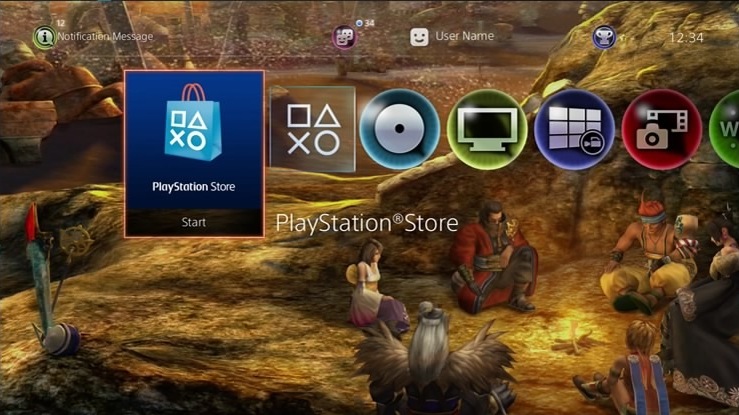 12
Notification Message
34
User Name
12:34
PlayStation Store
Start
PlayStation®Store
W